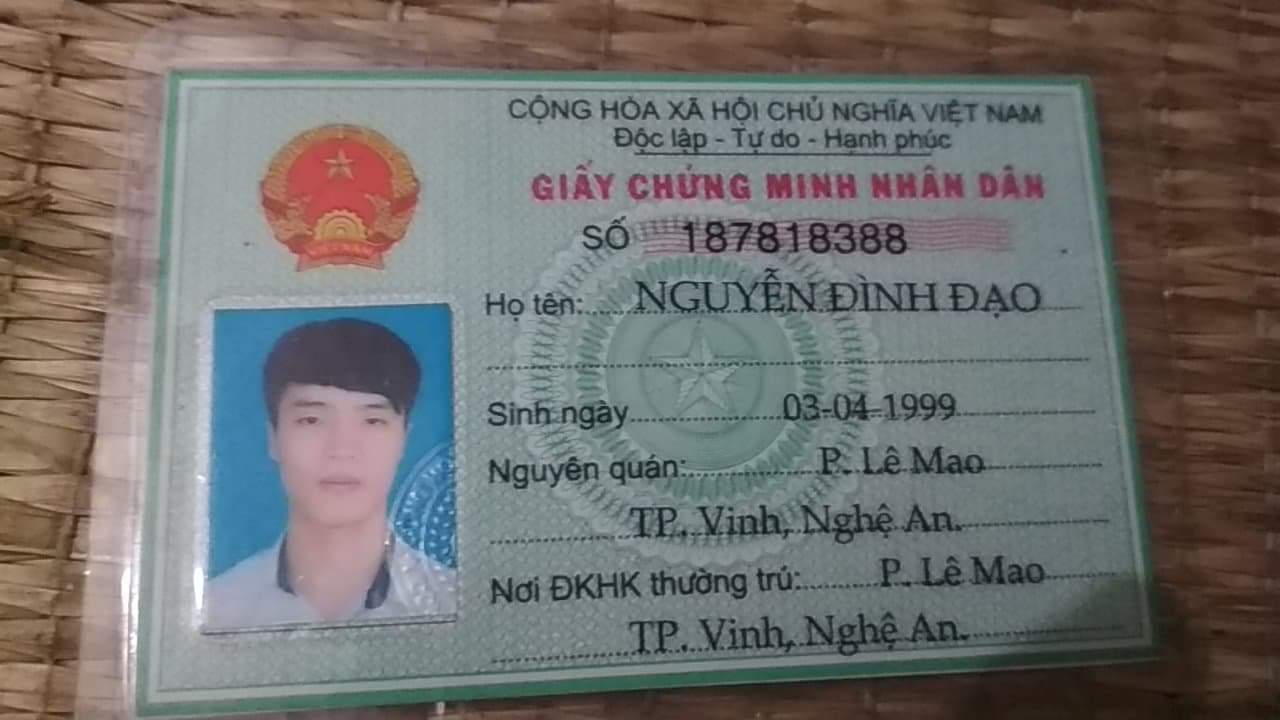 CỘNG HÒA XÃ HỘI CHỦ NGHĨA VIỆT NAM
Độc lập - Tự do - Hạnh phúc
GIẤY CHỨNG MINH NHÂN DÂN
SỐ 187818388
Họ tên: NGUYỄN ĐÌNH ĐẠO
Sinh ngày 03-04-1999
Nguyên quán: P. Lê Mao
TP. Vinh, Nghệ An.
Nơi ĐKHK thường trú: P. Lê Mao
TP. Vinh, Nghệ An.